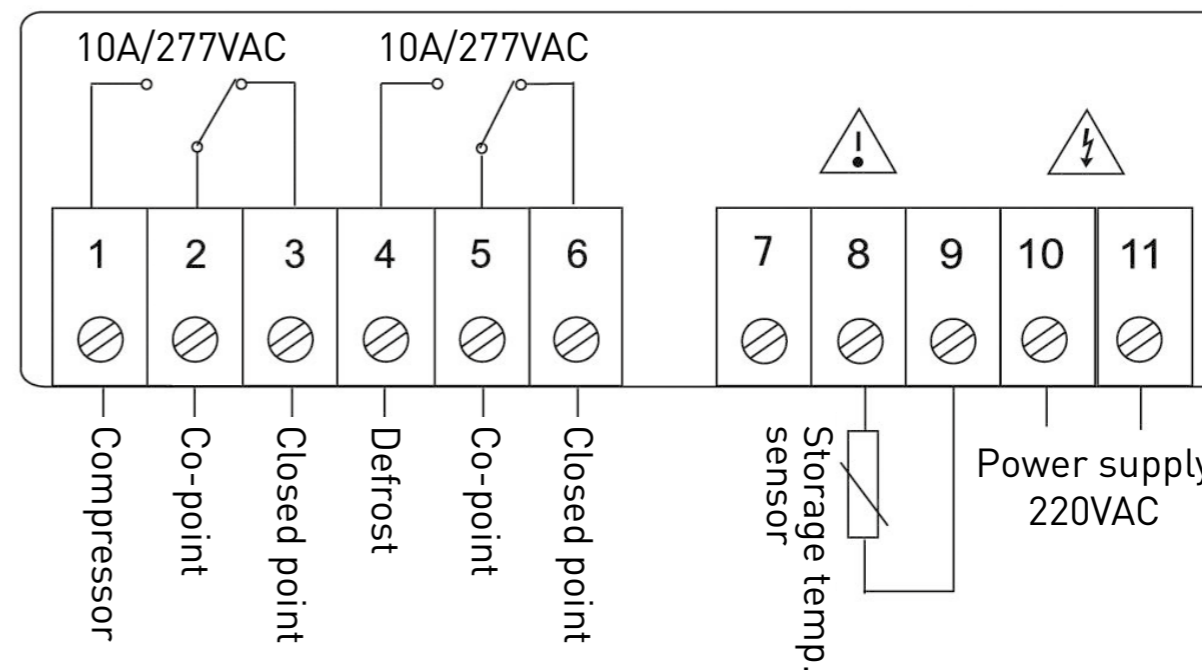 10A/277VAC 10A/277VAC
1 2 3 4 5 6 7 8 9 10 11
Compressor
Co-point
Closed point
Defrost
Co-point
Closed point
Storage temp.
sensor
Power supply
220VAC